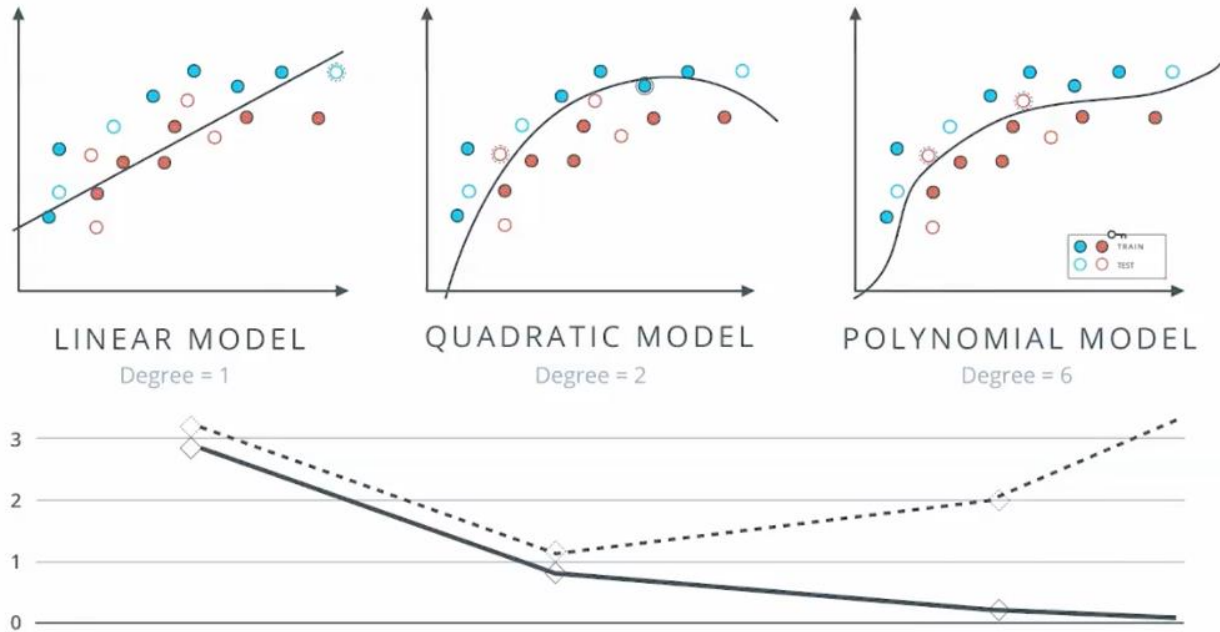 TRAIN
TEST
LINEAR MODEL
Degree = 1
QUADRATIC MODEL
Degree = 2
POLYNOMIAL MODEL
Degree = 6
3
2
1
0